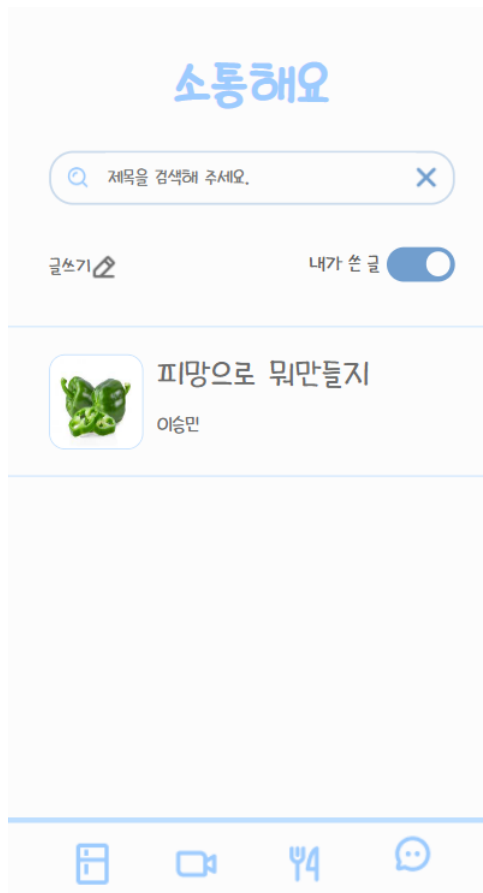 소통해요
제목을 검색해 주세요.
글쓰기
내가 쓴 글
피망으로 뭐만들지
이승민